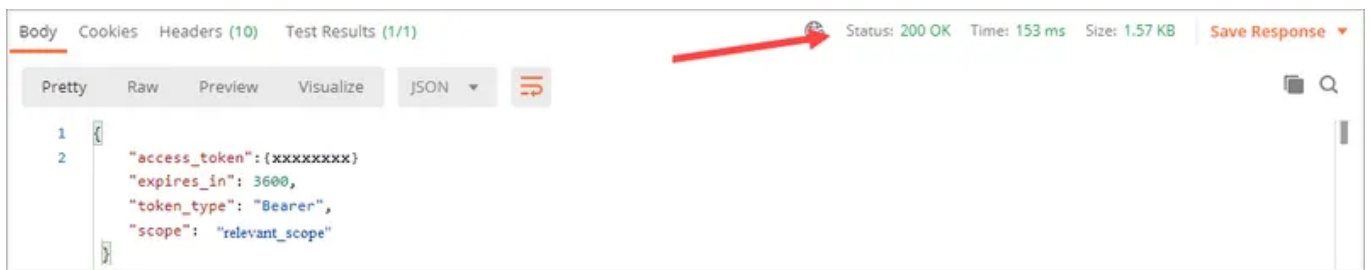 Body Cookies Headers (10) Test Results (1/1) Status: 200 OK Time: 153 ms Size: 1.57 KB Save Response
Pretty Raw Preview Visualize JSON
1 {
2
"access_token":{xxxxxxxx}
"expires_in": 3600,
"token_type": "Bearer",
"scope": "relevant_scope"
}